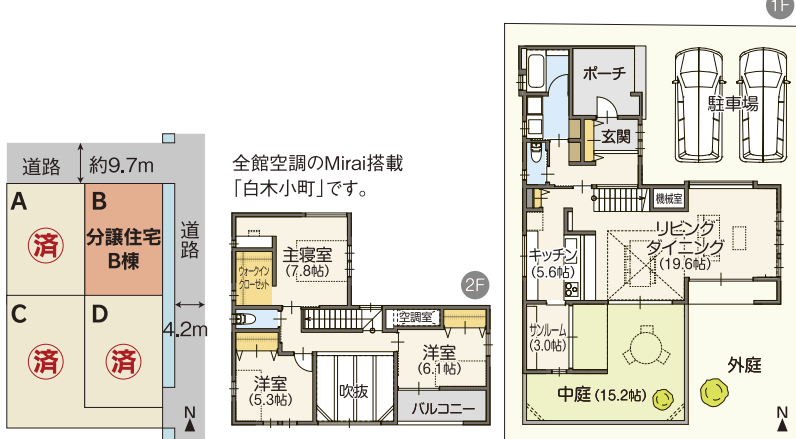 道路
約9.7m
A
済
B
分譲住宅
B棟
道路
4.2m
C
済
D
済
N
全館空調のMirai搭載
「白木小町」です。
2F
主寝室
(7.8帖)
ウォークイン
クローゼット
空調室
洋室
(6.1帖)
洋室
(5.3帖)
吹抜
バルコニー
N
1F
ポーチ
駐車場
玄関
機械室
リビング
ダイニング
(19.6帖)
キッチン
(5.6帖)
サンルーム
(3.0帖)
中庭(15.2帖)
外庭
N